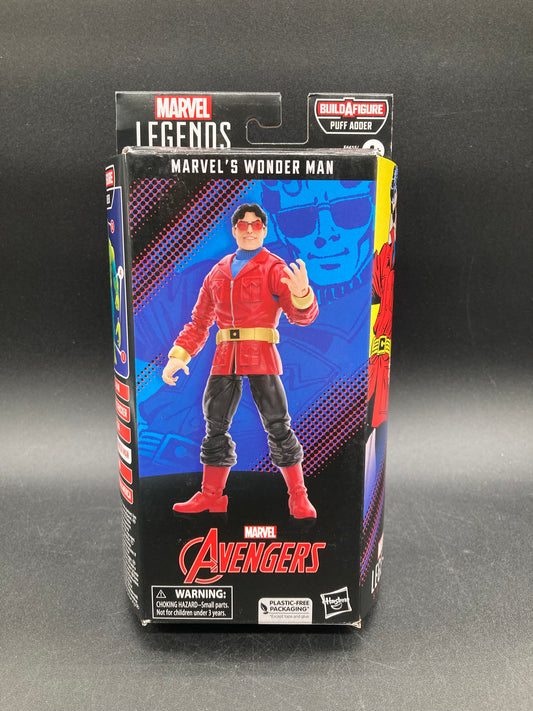 MARVEL
LEGENDS
BUILD A FIGURE
PUFF ADDER
MARVEL'S WONDER MAN
MARVEL
AVENGERS
WARNING:
CHOKING HAZARD–Small parts.
Not for children under 3 years.
PLASTIC-FREE
PACKAGING*
*Except tape and glue
Hasbro